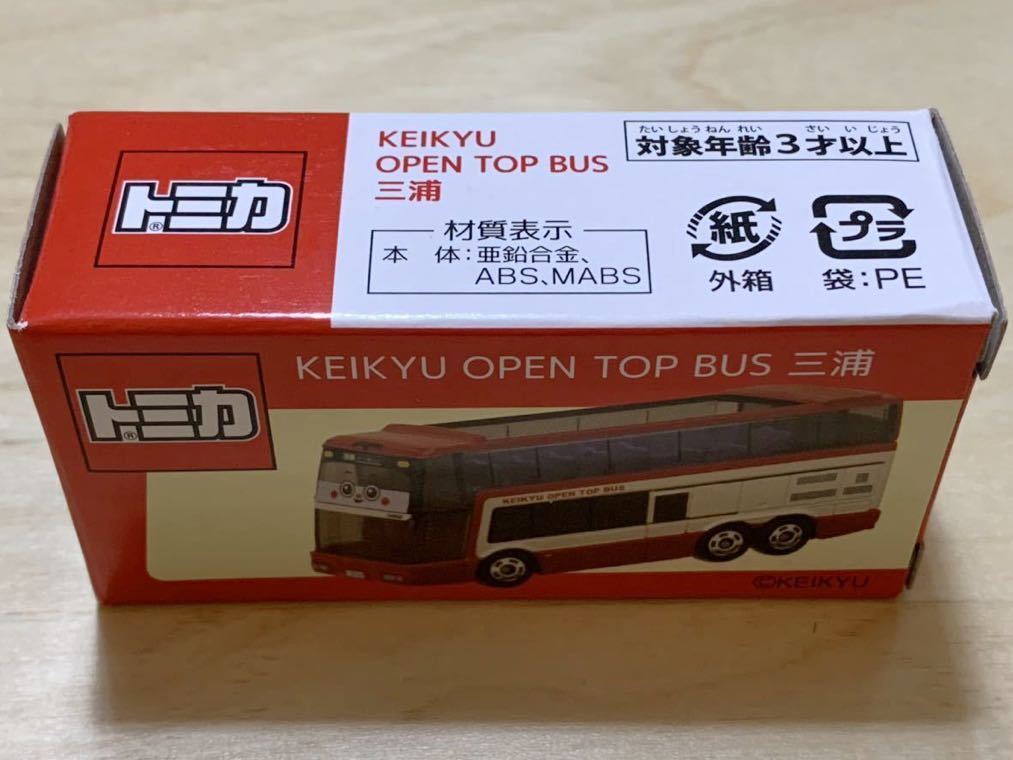 トミカ
®
KEIKYU
OPEN TOP BUS
三浦
たいしょうねんれい さいいじょう
対象年齢3才以上
材質表示
本 体:亜鉛合金、
ABS、MABS
紙
外箱
プラ
袋:PE
トミカ
®
KEIKYU OPEN TOP BUS 三浦
KEIKYU OPEN TOP BUS
©KEIKYU